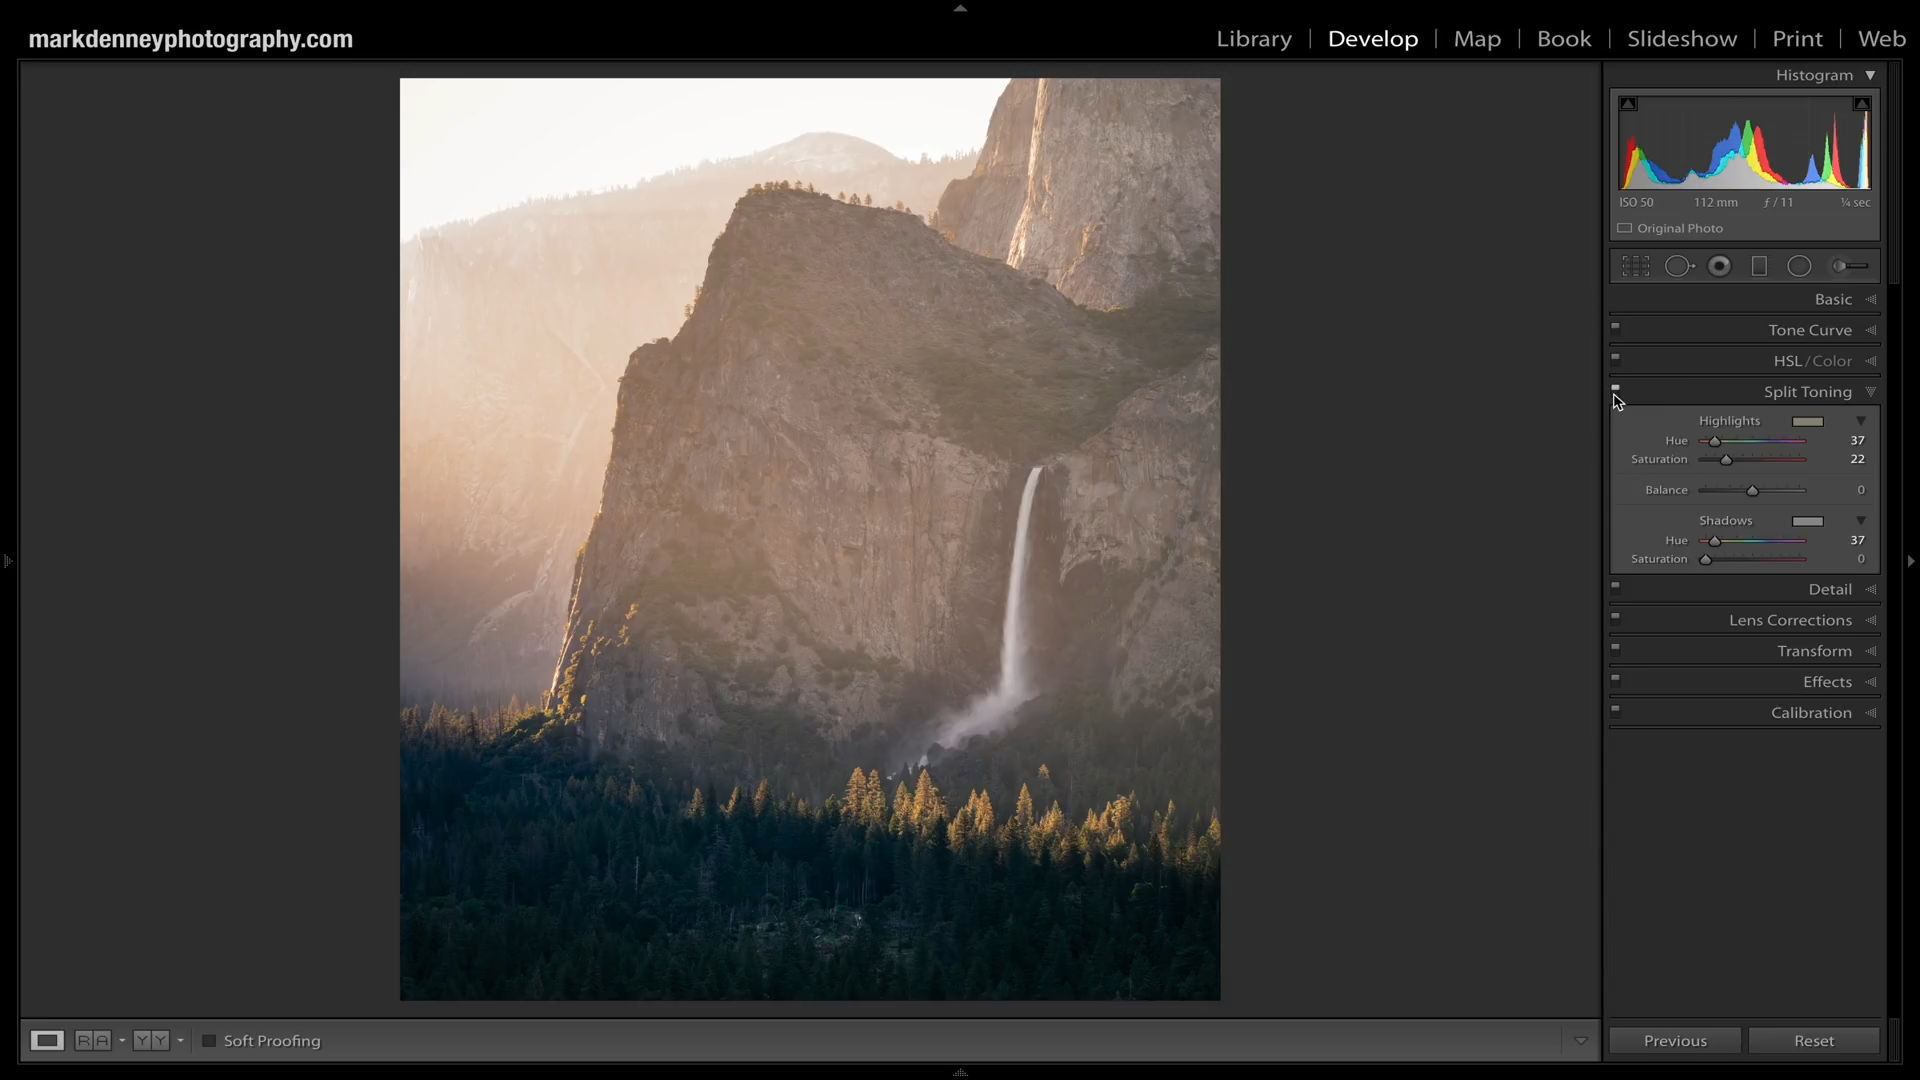 markdenneyphotography.com
Library | Develop | Map | Book | Slideshow | Print | Web
Histogram
ISO 50 112 mm ƒ / 11 ¼ sec
Original Photo
Basic
Tone Curve
HSL / Color
Split Toning
Highlights
Hue 37
Saturation 22
Balance 0
Shadows
Hue 37
Saturation 0
Detail
Lens Corrections
Transform
Effects
Calibration
R A Y Y Soft Proofing
Previous Reset